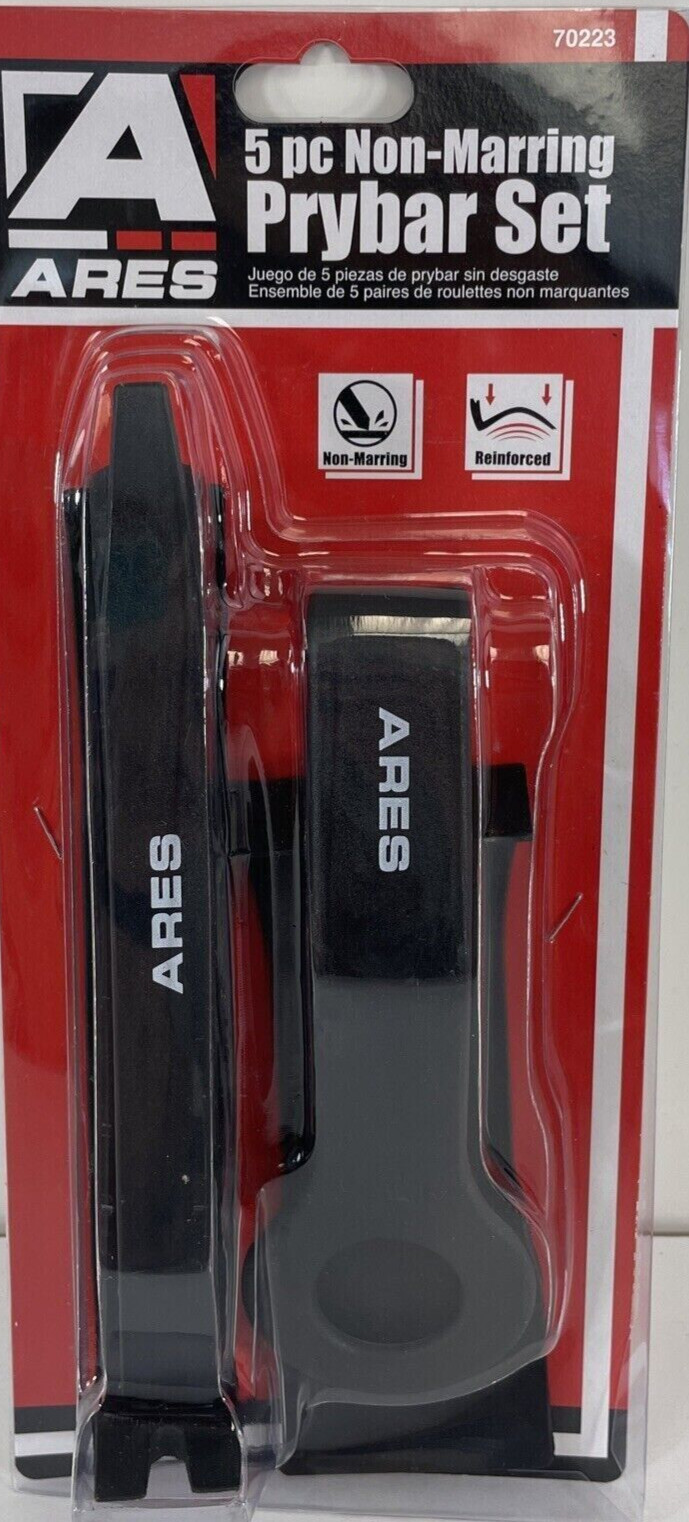 70223
A
ARES
5 pc Non-Marring
Prybar Set
Juego de 5 piezas de prybar sin desgaste
Ensemble de 5 paires de roulettes non marquantes
Non-Marring
Reinforced
ARES
ARES